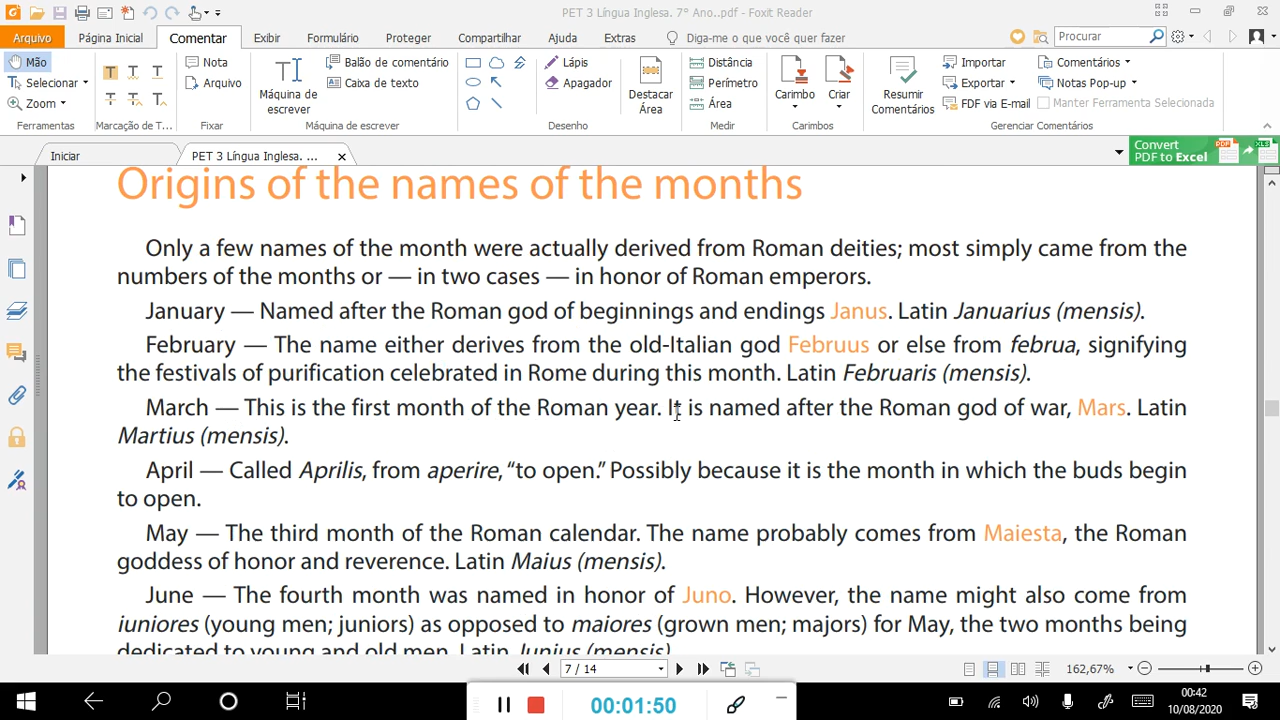 PET 3 Língua Inglesa. 7° Ano..pdf - Foxit Reader
Arquivo Página Inicial Comentar Exibir Formulário Proteger Compartilhar Ajuda Extras Diga-me o que você quer fazer Procurar
Mão
Selecionar
Zoom
Ferramentas
T T T
T T T
Marcação de T...
Nota
Arquivo
Fixar
T
Máquina de
escrever
Balão de comentário
Caixa de texto
Máquina de escrever
Lápis
Apagador
Desenho
Destacar
Área
Distância
Perímetro
Área
Medir
Carimbo
Criar
Carimbos
Resumir
Comentários
Importar
Exportar
FDF via E-mail
Comentários
Notas Pop-up
Manter Ferramenta Selecionada
Gerenciar Comentários
Iniciar
PET 3 Língua Inglesa. ...
Convert
PDF to Excel
Origins of the names of the months
Only a few names of the month were actually derived from Roman deities; most simply came from the
numbers of the months or — in two cases — in honor of Roman emperors.
January — Named after the Roman god of beginnings and endings Janus. Latin Januarius (mensis).
February — The name either derives from the old-Italian god Februus or else from februa, signifying
the festivals of purification celebrated in Rome during this month. Latin Februaris (mensis).
March — This is the first month of the Roman year. It is named after the Roman god of war, Mars. Latin
Martius (mensis).
April — Called Aprilis, from aperire, “to open.” Possibly because it is the month in which the buds begin
to open.
May — The third month of the Roman calendar. The name probably comes from Maiesta, the Roman
goddess of honor and reverence. Latin Maius (mensis).
June — The fourth month was named in honor of Juno. However, the name might also come from
iuniores (young men; juniors) as opposed to maiores (grown men; majors) for May, the two months being
dedicated to young and old men. Latin Junius (mensis)
7 / 14
162,67%
00:01:50
00:42
10/08/2020